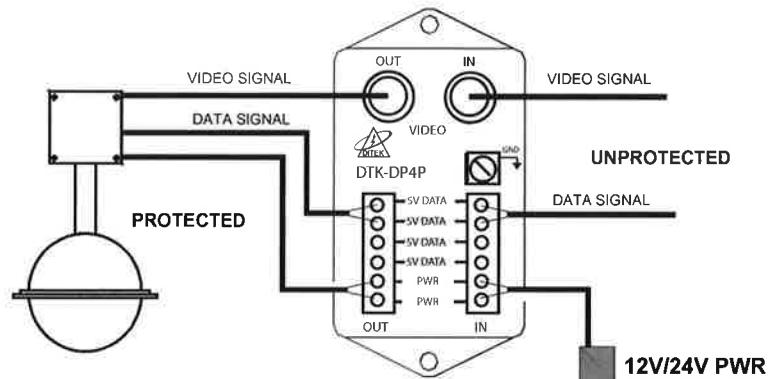 OUT IN
VIDEO SIGNAL
VIDEO SIGNAL
DATA SIGNAL
VIDEO
DITEK
DTK-DP4P
GND
UNPROTECTED
PROTECTED
5V DATA
5V DATA
5V DATA
5V DATA
PWR
PWR
DATA SIGNAL
OUT IN
12V/24V PWR